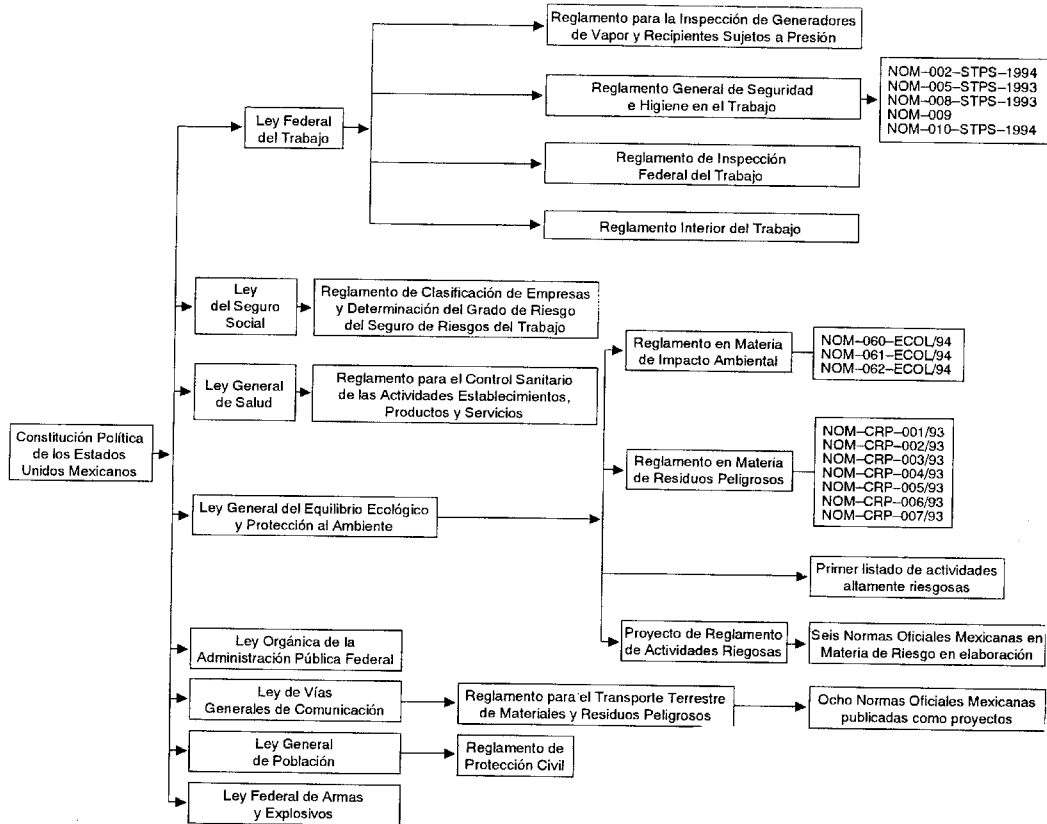 Reglamento para la Inspección de Generadores
de Vapor y Recipientes Sujetos a Presión
Reglamento General de Seguridad
e Higiene en el Trabajo
NOM–002–STPS–1994
NOM–005–STPS–1993
NOM–008–STPS–1993
NOM–009
NOM–010–STPS–1994
Ley Federal
del Trabajo
Reglamento de Inspección
Federal del Trabajo
Reglamento Interior del Trabajo
Ley
del Seguro
Social
Reglamento de Clasificación de Empresas
y Determinación del Grado de Riesgo
del Seguro de Riesgos del Trabajo
Reglamento en Materia
de Impacto Ambiental
NOM–060–ECOL/94
NOM–061–ECOL/94
NOM–062–ECOL/94
Ley General
de Salud
Reglamento para el Control Sanitario
de las Actividades Establecimientos,
Productos y Servicios
Constitución Política
de los Estados
Unidos Mexicanos
Reglamento en Materia
de Residuos Peligrosos
NOM–CRP–001/93
NOM–CRP–002/93
NOM–CRP–003/93
NOM–CRP–004/93
NOM–CRP–005/93
NOM–CRP–006/93
NOM–CRP–007/93
Ley General del Equilibrio Ecológico
y Protección al Ambiente
Primer listado de actividades
altamente riesgosas
Proyecto de Reglamento
de Actividades Riegosas
Seis Normas Oficiales Mexicanas en
Materia de Riesgo en elaboración
Ley Orgánica de la
Administración Pública Federal
Ley de Vías
Generales de Comunicación
Reglamento para el Transporte Terrestre
de Materiales y Residuos Peligrosos
Ocho Normas Oficiales Mexicanas
publicadas como proyectos
Ley General
de Población
Reglamento de
Protección Civil
Ley Federal de Armas
y Explosivos